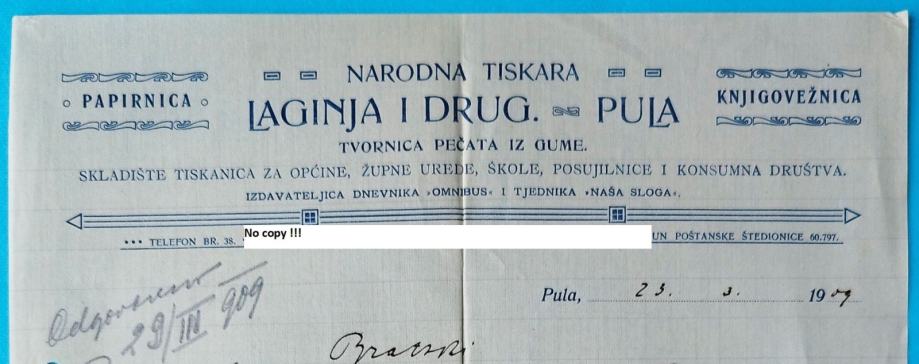 NARODNA TISKARA
PAPIRNICA
LAGINJA I DRUG. PULA
KNJIGOVEŽNICA
TVORNICA PEČATA IZ GUME.
SKLADIŠTE TISKANICA ZA OPĆINE, ŽUPNE UREDE, ŠKOLE, POSUJILNICE I KONSUMNA DRUŠTVA.
IZDAVATELJICA DNEVNIKA »OMNIBUS« I TJEDNIKA »NAŠA SLOGA«.
No copy !!!
TELEFON BR. 38. UN POŠTANSKE ŠTEDIONICE 60.797.
Pula, 23. 3. 1909
Odgovoreno
29/III 909